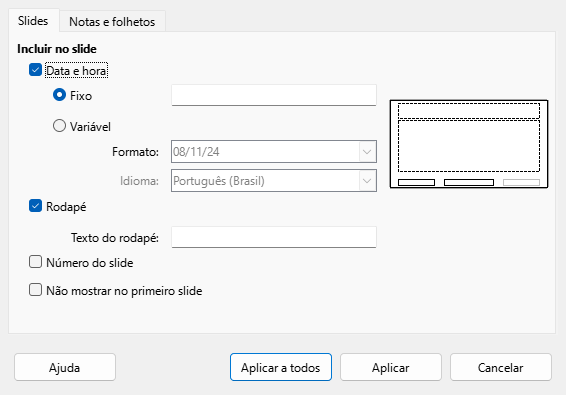 Slides Notas e folhetos
Incluir no slide
Data e hora
Fixo
Variável
Formato: 08/11/24
Idioma: Português (Brasil)
Rodapé
Texto do rodapé:
Número do slide
Não mostrar no primeiro slide
Ajuda Aplicar a todos Aplicar Cancelar